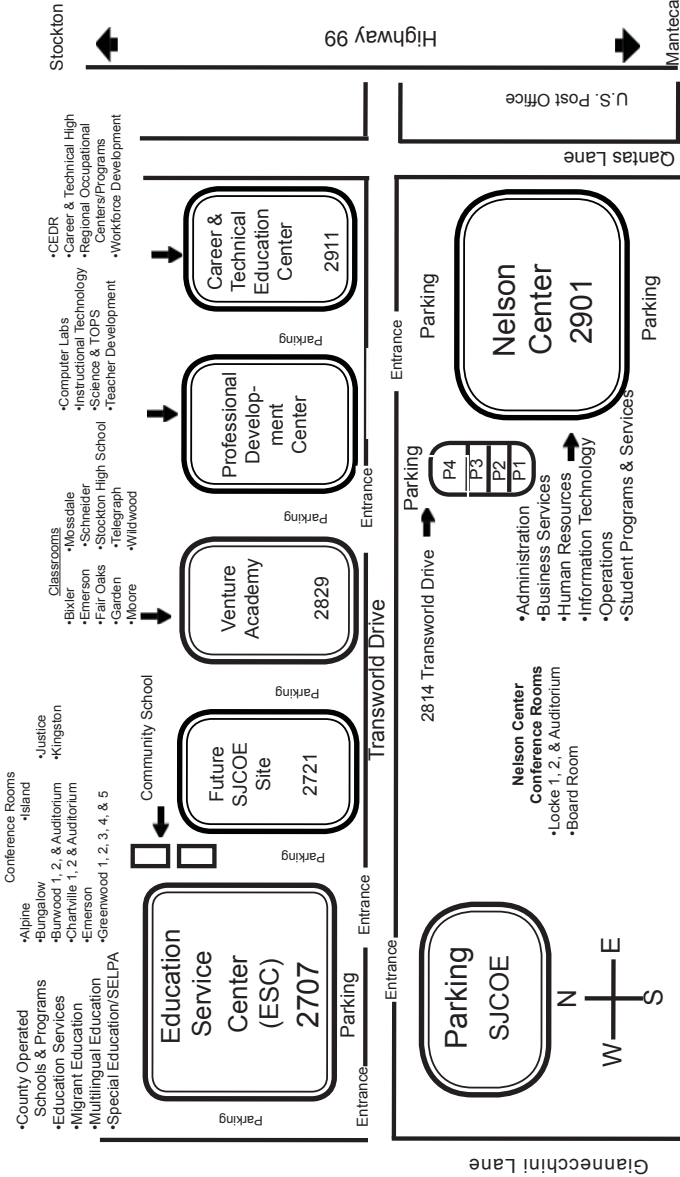 •County Operated
Schools & Programs
•Education Services
•Migrant Education
•Multilingual Education
•Special Education/SELPA
Conference Rooms
•Alpine
•Island
•Bungalow
•Justice
•Burwood 1, 2, & Auditorium
•Kingston
•Chartville 1, 2 & Auditorium
•Emerson
•Greenwood 1, 2, 3, 4, & 5
Community School
Classrooms
•Bixler
•Mossdale
•Emerson
•Schneider
•Fair Oaks
•Stockton High School
•Garden
•Telegraph
•Moore
•Wildwood
•Computer Labs
•Instructional Technology
•Science & TOPS
•Teacher Development
•CEDR
•Career & Technical High
•Regional Occupational
Centers/Programs
•Workforce Development
Stockton
Highway 99
Manteca
Education
Service
Center
(ESC)
2707
Parking
Parking
Entrance
Entrance
Future
SJCOE
Site
2721
Parking
Venture
Academy
2829
Parking
Professional
Develop-
ment
Center
Parking
Entrance
Career &
Technical
Education
Center
2911
Parking
Transworld Drive
Entrance
Entrance
U.S. Post Office
Qantas Lane
Giannecchini Lane
Parking
SJCOE
N
W
E
S
Nelson Center
Conference Rooms
•Locke 1, 2, & Auditorium
•Board Room
2814 Transworld Drive
Parking
P4
P3
P2
P1
•Administration
•Business Services
•Human Resources
•Information Technology
•Operations
•Student Programs & Services
Parking
Nelson
Center
2901
Parking